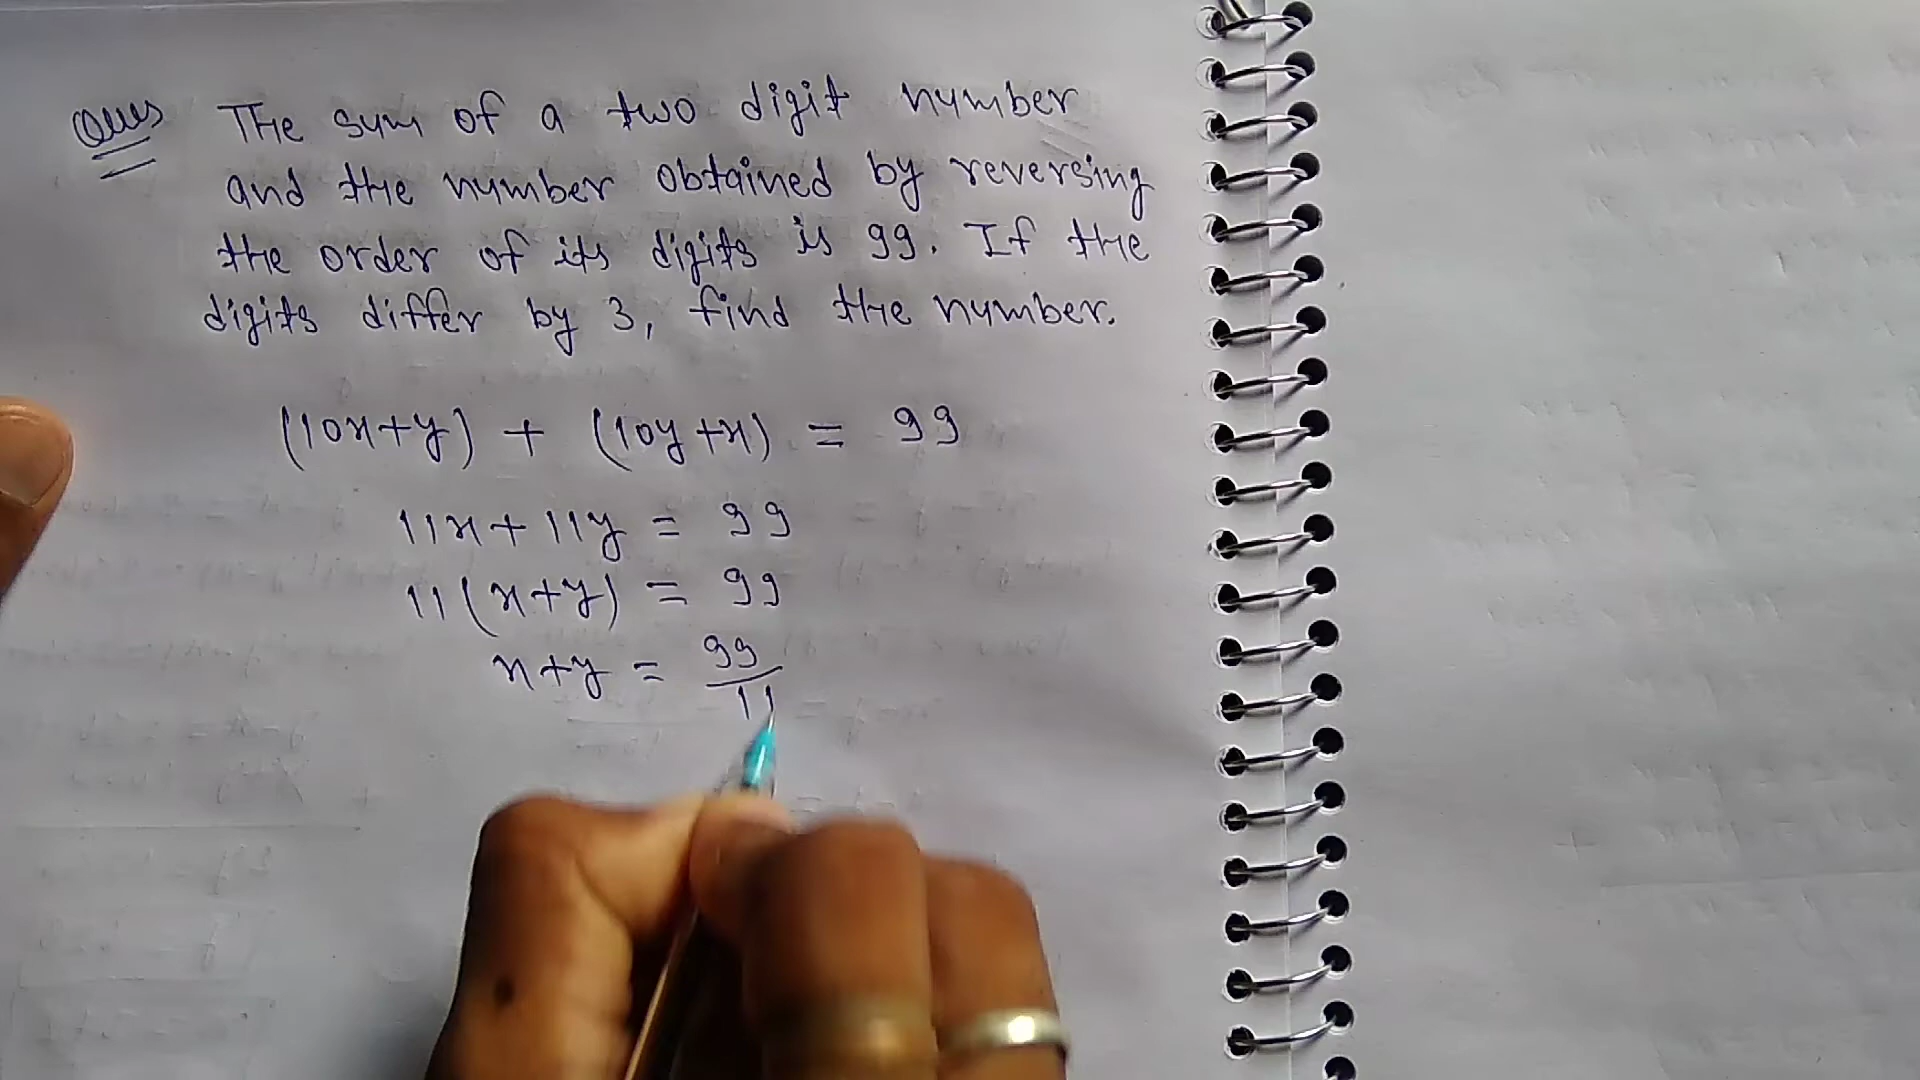 Ques The sum of a two digit number
and the number obtained by reversing
the order of its digits is 99. If the
digits differ by 3, find the number.
(10x+y) + (10y+x) = 99
11x + 11y = 99
11(x+y) = 99
x+y = 99/11